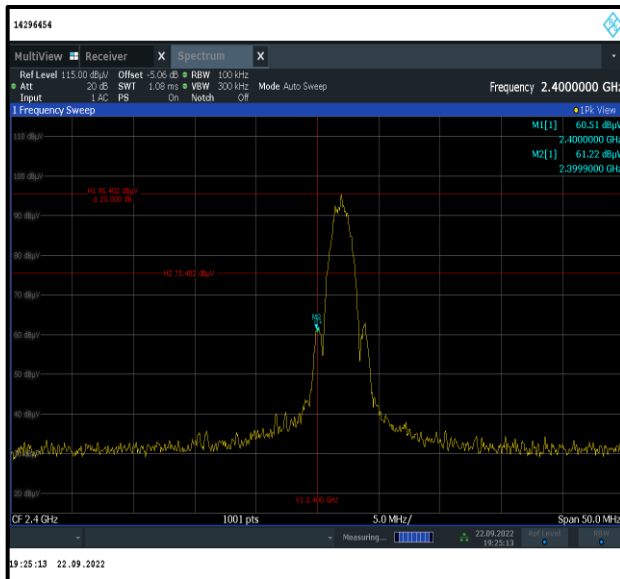 14296454
MultiView Receiver X Spectrum X
Ref Level 115.00 dBµV Offset -5.06 dB RBW 100 kHz
Att 20 dB SWT 1.08 ms VBW 300 kHz Mode Auto Sweep Frequency 2.4000000 GHz
Input 1 AC PS On Notch Off
1 Frequency Sweep 1Pk View
M1[1] 60.51 dBµV
2.4000000 GHz
M2[1] 61.22 dBµV
2.3999000 GHz
110 dBµV
100 dBµV
H1 95.402 dBµV
Δ 20.000 dB
90 dBµV
80 dBµV
H2 75.402 dBµV
70 dBµV
M2
60 dBµV
50 dBµV
40 dBµV
30 dBµV
20 dBµV
V1 2.400 GHz
CF 2.4 GHz 1001 pts 5.0 MHz/ Span 50.0 MHz
Measuring... 22.09.2022 Ref Level RBW
19:25:13
19:25:13 22.09.2022